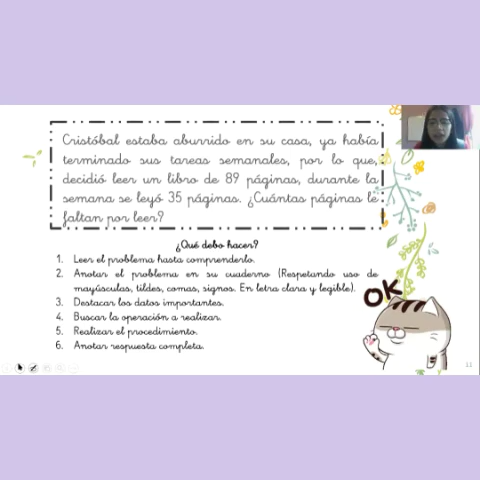 Cristóbal estaba aburrido en su casa, ya había
terminado sus tareas semanales, por lo que,
decidió leer un libro de 89 páginas, durante la
semana se leyó 35 páginas. ¿Cuántas páginas le
faltan por leer?
¿Qué debo hacer?
1. Leer el problema hasta comprenderlo.
2. Anotar el problema en su cuaderno (Respetando uso de
mayúsculas, tildes, comas, signos. En letra clara y legible).
3. Destacar los datos importantes.
4. Buscar la operación a realizar.
5. Realizar el procedimiento.
6. Anotar respuesta completa.
OK